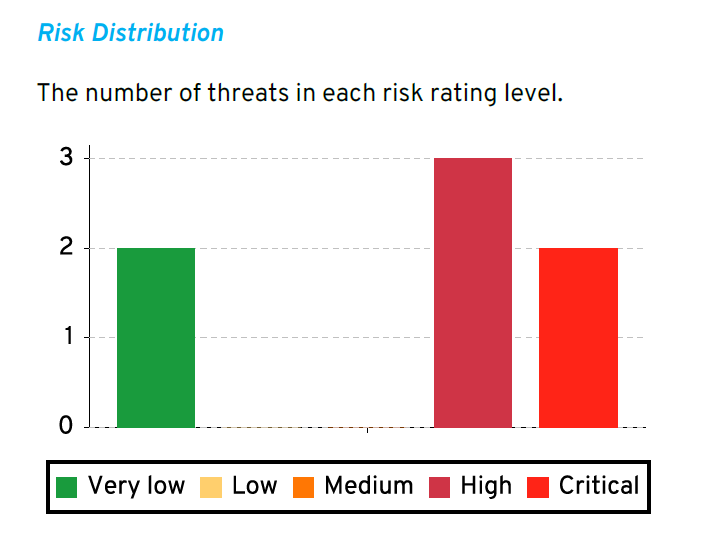 Risk Distribution
The number of threats in each risk rating level.
3
2
1
0
Very low Low Medium High Critical